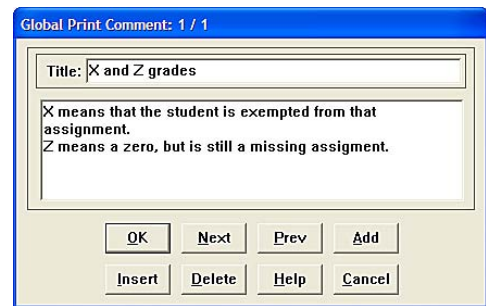 Global Print Comment: 1 / 1
Title: X and Z grades
X means that the student is exempted from that
assignment.
Z means a zero, but is still a missing assigment.
OK Next Prev Add
Insert Delete Help Cancel